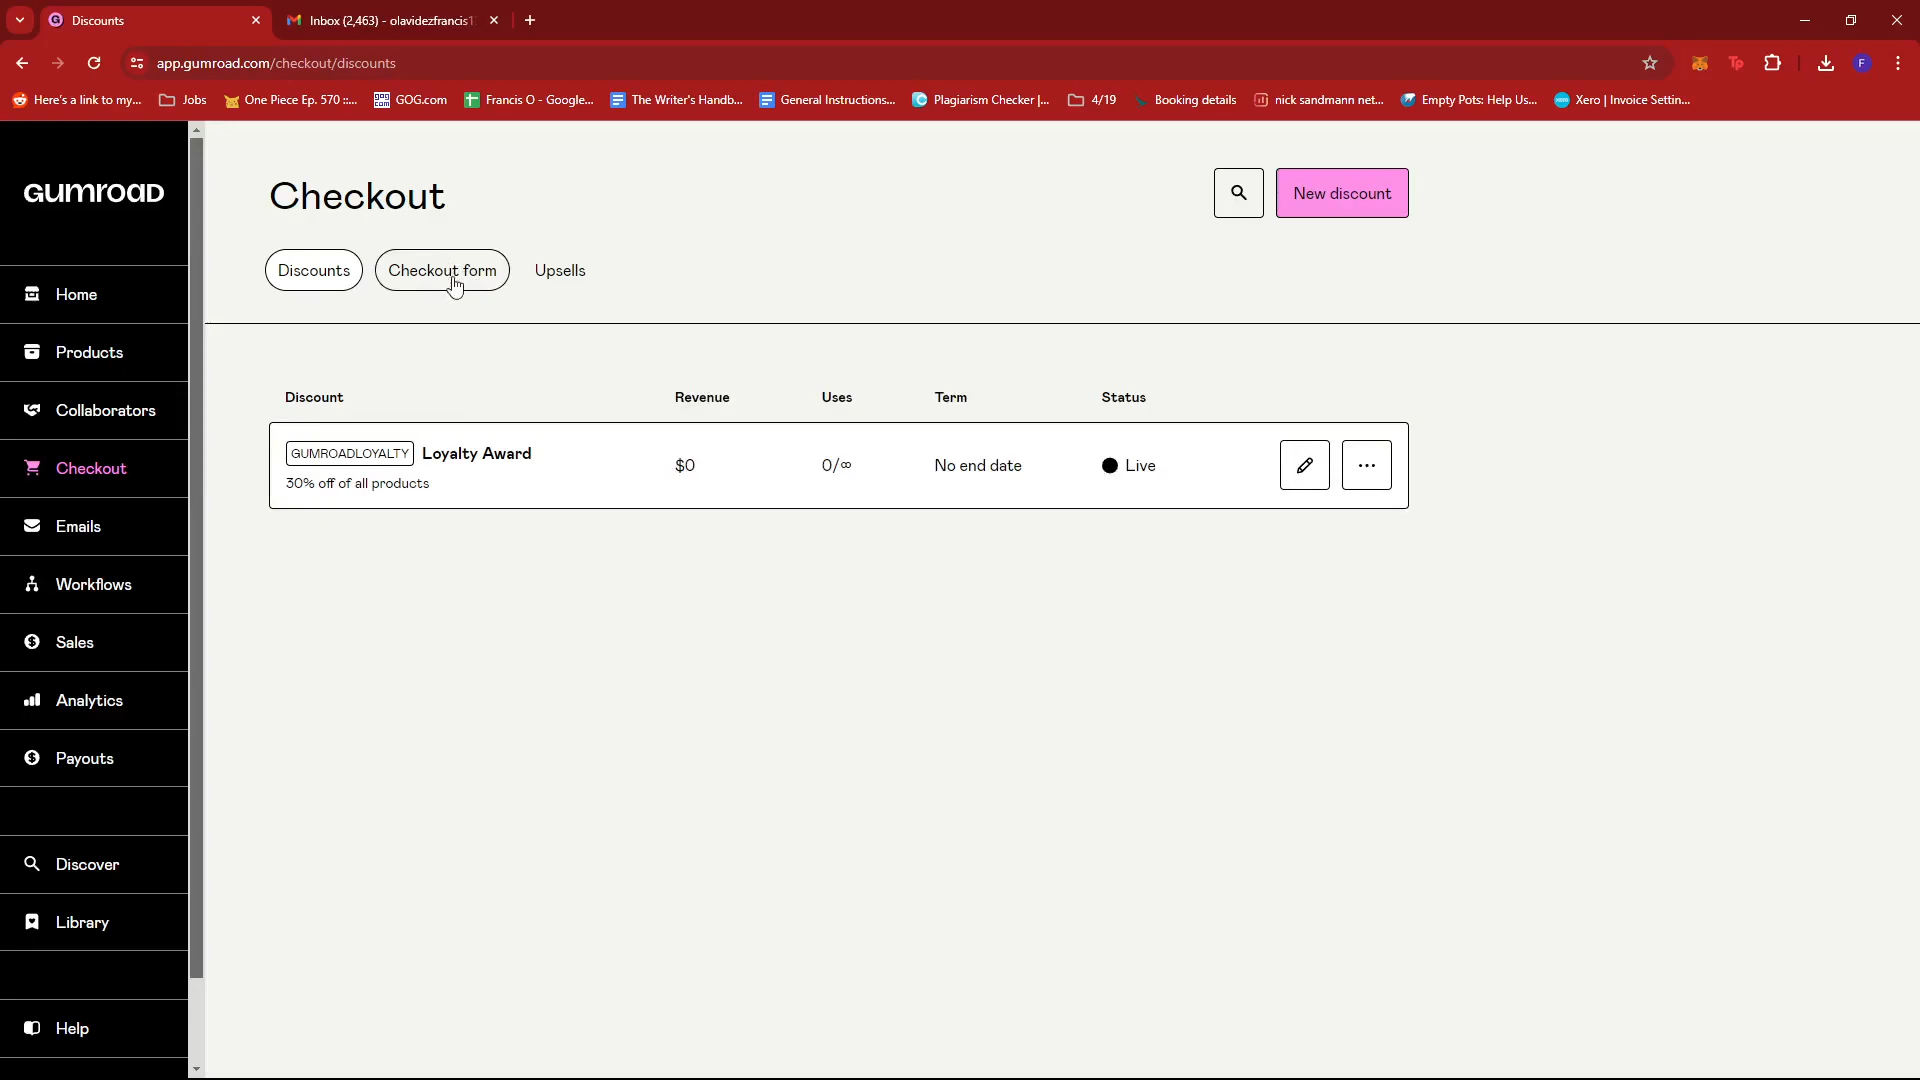 Discounts
Inbox (2,463) - olavidezfrancis1
app.gumroad.com/checkout/discounts
Here's a link to my...
Jobs
One Piece Ep. 570 ::...
GOG.com
Francis O - Google...
The Writer's Handb...
General Instructions...
Plagiarism Checker |...
4/19
Booking details
nick sandmann net...
Empty Pots: Help Us...
Xero | Invoice Settin...
GUMROAD
Home
Products
Collaborators
Checkout
Emails
Workflows
Sales
Analytics
Payouts
Discover
Library
Help
Checkout
New discount
Discounts Checkout form Upsells
Discount Revenue Uses Term Status
GUMROADLOYALTY Loyalty Award
30% off of all products
$0
0/∞
No end date
Live